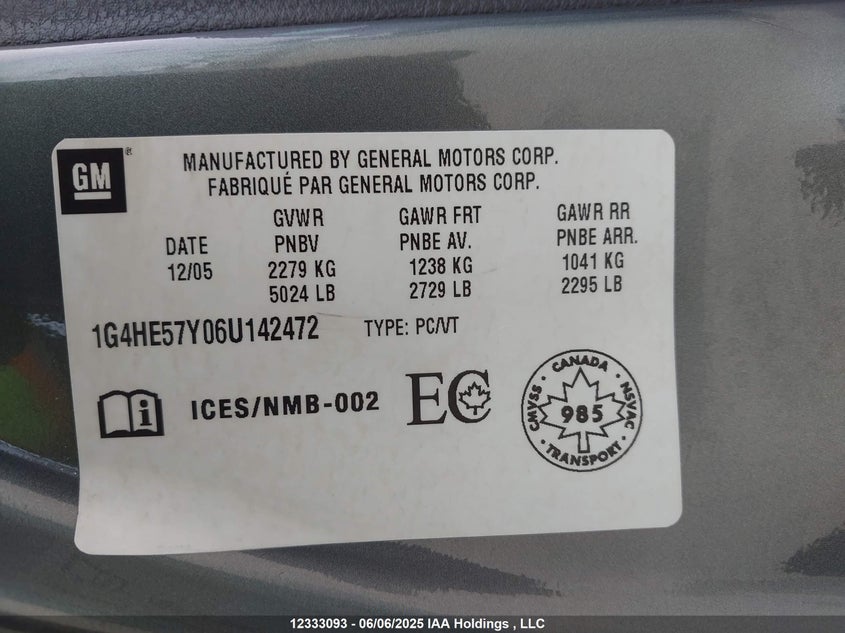 GM
MANUFACTURED BY GENERAL MOTORS CORP.
FABRIQUÉ PAR GENERAL MOTORS CORP.
GVWR GAWR FRT GAWR RR
DATE PNBV PNBE AV. PNBE ARR.
12/05 2279 KG 1238 KG 1041 KG
5024 LB 2729 LB 2295 LB
1G4HE57Y06U142472 TYPE: PC/VT
i ICES/NMB-002 EC
CANADA
CMVSS 985 NSVAC
TRANSPORT
12333093 - 06/06/2025 IAA Holdings , LLC